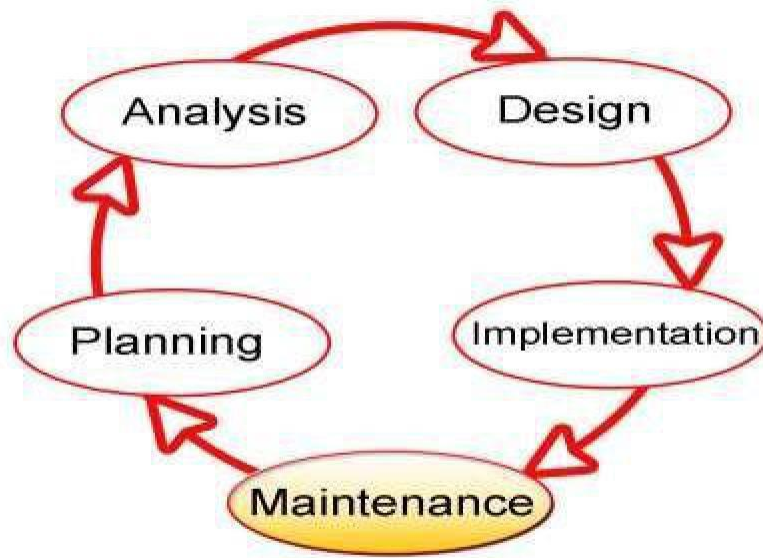 Analysis
Design
Planning
Implementation
Maintenance